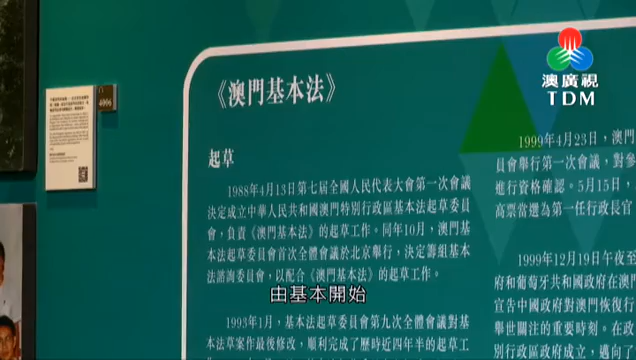 澳廣視
TDM
4006
《澳門基本法》
起草
1988年4月13日第七屆全國人民代表大會第一次會議
決定成立中華人民共和國澳門特別行政區基本法起草委員
會，負責《澳門基本法》的起草工作。同年10月，澳門
基本法起草委員會首次全體會議於北京舉行，決定籌組基本
法諮詢委員會，以配合《澳門基本法》的起草工作。
1993年1月，基本法起草委員會第九次全體會議對基
本法草案作最後修改，順利完成了歷時近四年半的起草工
1999年4月23日，澳門
員會舉行第一次會議，對參
進行資格確認。5月15日，
高票當選為第一任行政長官
1999年12月19日午夜至
府和葡萄牙共和國政府在澳門
宣告中國政府對澳門恢復行
舉世關注的重要時刻。在政
別行政區政府成立，邁向了
由基本開始